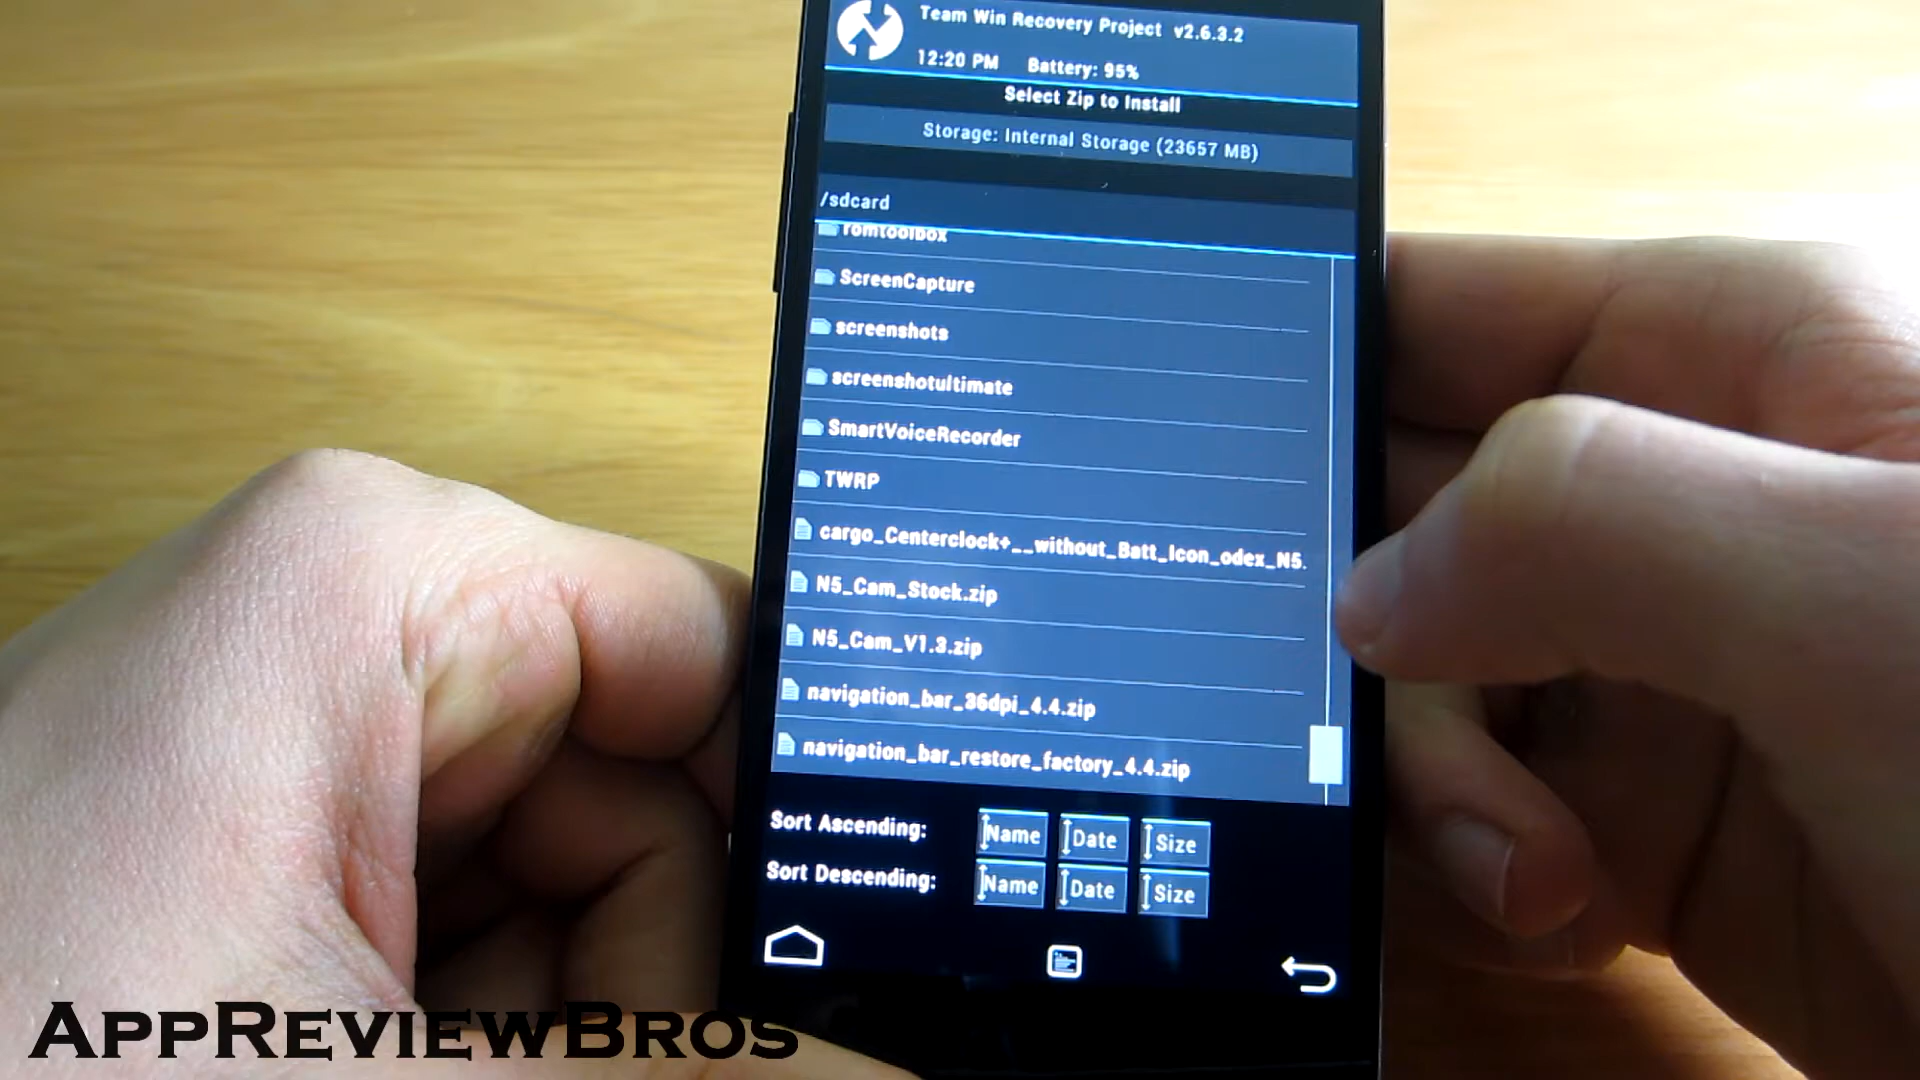 Team Win Recovery Project v2.6.3.2
12:20 PM Battery: 95%
Select Zip to Install
Storage: Internal Storage (23657 MB)
/sdcard
romtoolbox
ScreenCapture
screenshots
screenshotultimate
SmartVoiceRecorder
TWRP
cargo_Centerclock+__without_Batt_Icon_odex_N5.
N5_Cam_Stock.zip
N5_Cam_V1.3.zip
navigation_bar_36dpi_4.4.zip
navigation_bar_restore_factory_4.4.zip
Sort Ascending: Name Date Size
Sort Descending: Name Date Size
AppReviewBros